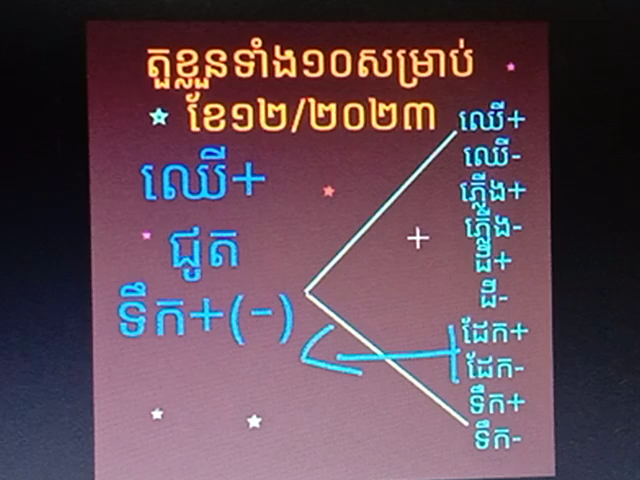 តួខ្លួនទាំង១០សម្រាប់
ខែ១២/២០២៣
ឈើ+
ជូត
ទឹក+(-)
ឈើ+
ឈើ-
ភ្លើង+
ភ្លើង-
ដី+
ដី-
ដែក+
ដែក-
ទឹក+
ទឹក-